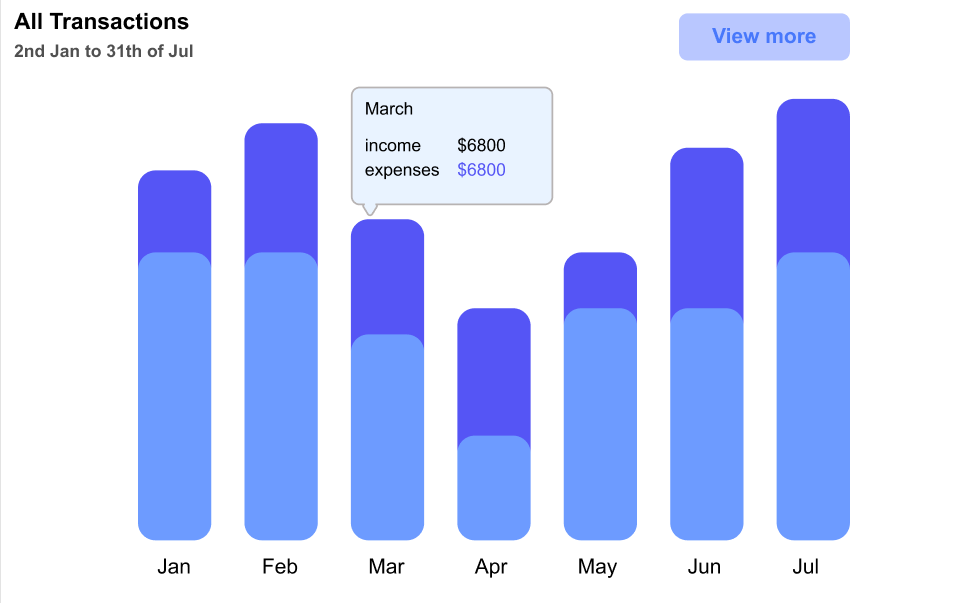 All Transactions
2nd Jan to 31th of Jul
View more
March
income $6800
expenses $6800
Jan Feb Mar Apr May Jun Jul